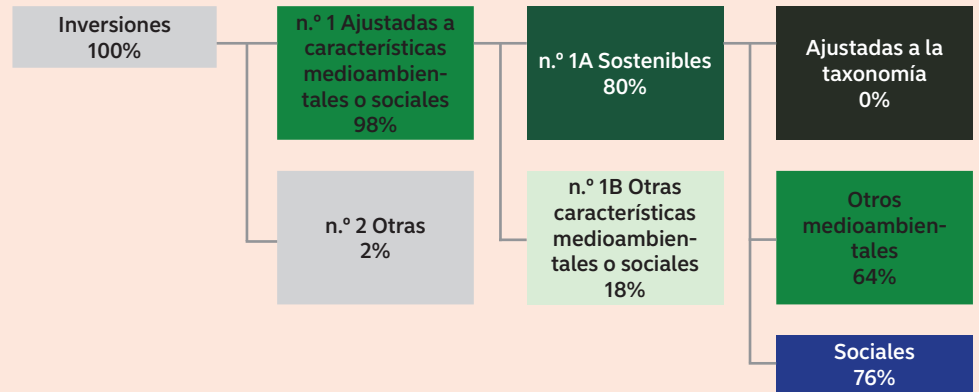 Inversiones
100%
n.º 1 Ajustadas a
características
medioambien-
tales o sociales
98%
n.º 2 Otras
2%
n.º 1A Sostenibles
80%
n.º 1B Otras
características
medioambien-
tales o sociales
18%
Ajustadas a la
taxonomía
0%
Otros
medioambien-
tales
64%
Sociales
76%